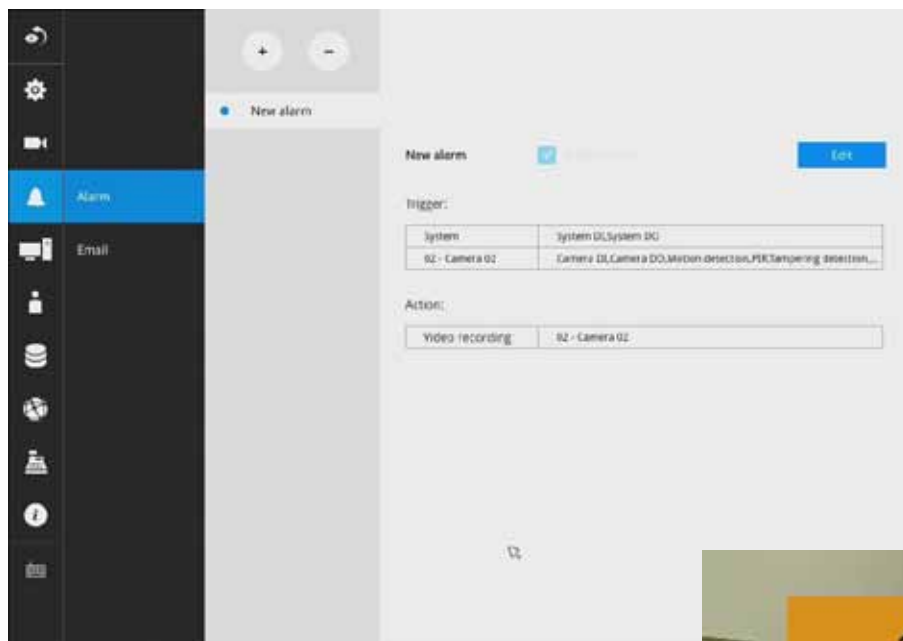 New alarm
New alarm
Edit
Alarm
Trigger:
System
System DI,System DO
Email
02 - Camera 02
Camera DI,Camera DO,Motion detection,PIR,Tampering detection,...
Action:
Video recording
02 - Camera 02